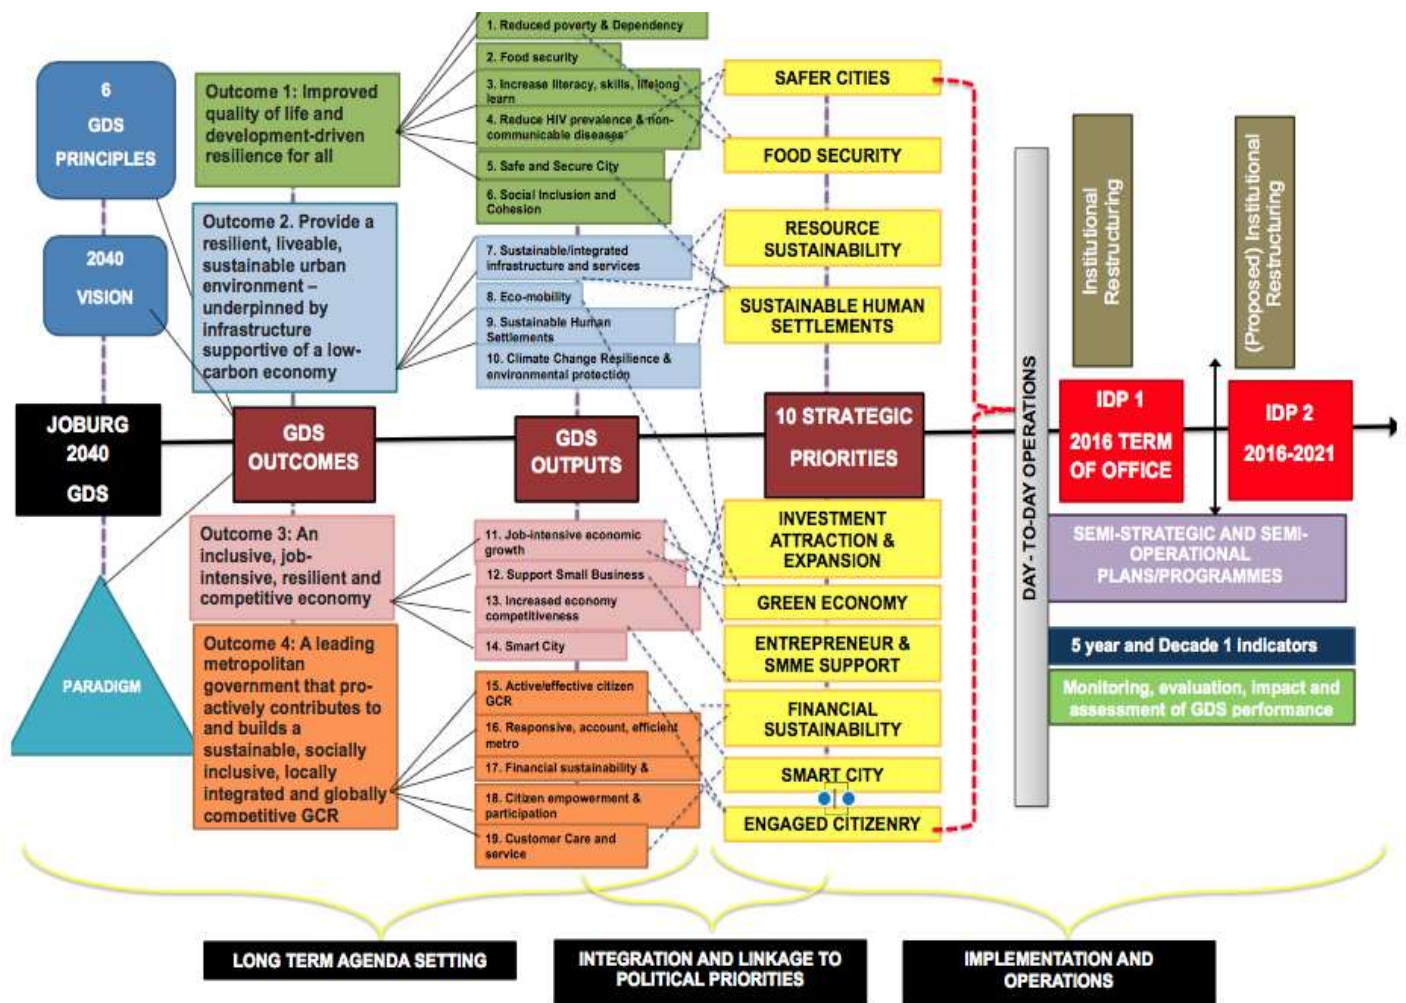 6
GDS
PRINCIPLES
2040
VISION
JOBURG
2040
GDS
PARADIGM
Outcome 1: Improved
quality of life and
development-driven
resilience for all
Outcome 2. Provide a
resilient, liveable,
sustainable urban
environment –
underpinned by
infrastructure
supportive of a low-
carbon economy
GDS
OUTCOMES
Outcome 3: An
inclusive, job-
intensive, resilient and
competitive economy
Outcome 4: A leading
metropolitan
government that pro-
actively contributes to
and builds a
sustainable, socially
inclusive, locally
integrated and globally
competitive GCR
1. Reduced poverty & Dependency
2. Food security
3. Increase literacy, skills, lifelong
learn
4. Reduce HIV prevalence & non-
communicable diseases
5. Safe and Secure City
6. Social Inclusion and
Cohesion
7. Sustainable/integrated
infrastructure and services
8. Eco-mobility
9. Sustainable Human
Settlements
10. Climate Change Resilience &
environmental protection
GDS
OUTPUTS
11. Job-intensive economic
growth
12. Support Small Business
13. Increased economy
competitiveness
14. Smart City
15. Active/effective citizen
GCR
16. Responsive, account, efficient
metro
17. Financial sustainability &
18. Citizen empowerment &
participation
19. Customer Care and
service
SAFER CITIES
FOOD SECURITY
RESOURCE
SUSTAINABILITY
SUSTAINABLE HUMAN
SETTLEMENTS
10 STRATEGIC
PRIORITIES
INVESTMENT
ATTRACTION &
EXPANSION
GREEN ECONOMY
ENTREPRENEUR &
SMME SUPPORT
FINANCIAL
SUSTAINABILITY
SMART CITY
ENGAGED CITIZENRY
DAY - TO-DAY OPERATIONS
Institutional
Restructuring
(Proposed) Institutional
Restructuring
IDP 1
2016 TERM
OF OFFICE
IDP 2
2016-2021
SEMI-STRATEGIC AND SEMI-
OPERATIONAL
PLANS/PROGRAMMES
5 year and Decade 1 indicators
Monitoring, evaluation, impact and
assessment of GDS performance
LONG TERM AGENDA SETTING
INTEGRATION AND LINKAGE TO
POLITICAL PRIORITIES
IMPLEMENTATION AND
OPERATIONS